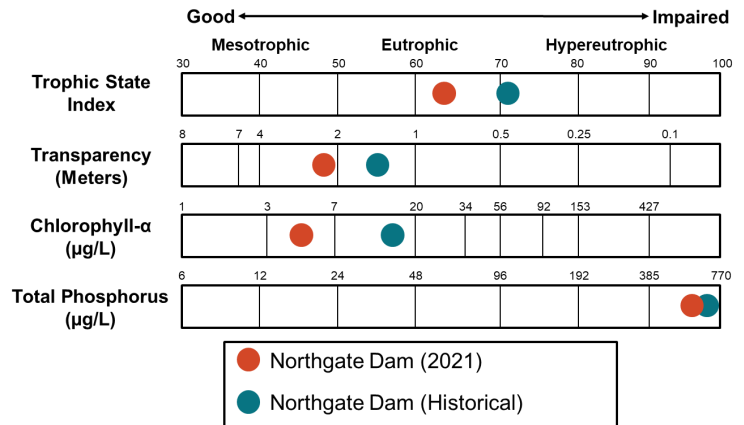 Good Impaired
Mesotrophic Eutrophic Hypereutrophic
30 40 50 60 70 80 90 100
Trophic State
Index
8 7 4 2 1 0.5 0.25 0.1
Transparency
(Meters)
1 3 7 20 34 56 92 153 427
Chlorophyll-α
(µg/L)
6 12 24 48 96 192 385 770
Total Phosphorus
(µg/L)
Northgate Dam (2021)
Northgate Dam (Historical)